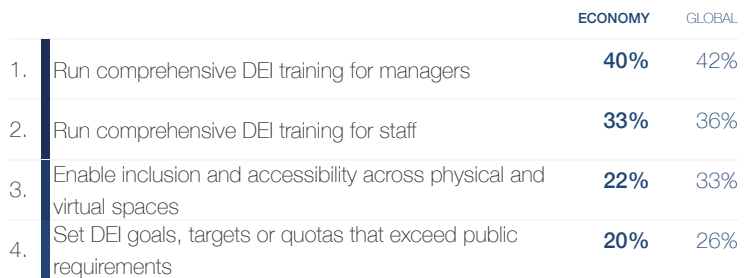 ECONOMY GLOBAL
1. Run comprehensive DEI training for managers 40% 42%
2. Run comprehensive DEI training for staff 33% 36%
3. Enable inclusion and accessibility across physical and
virtual spaces 22% 33%
4. Set DEI goals, targets or quotas that exceed public
requirements 20% 26%